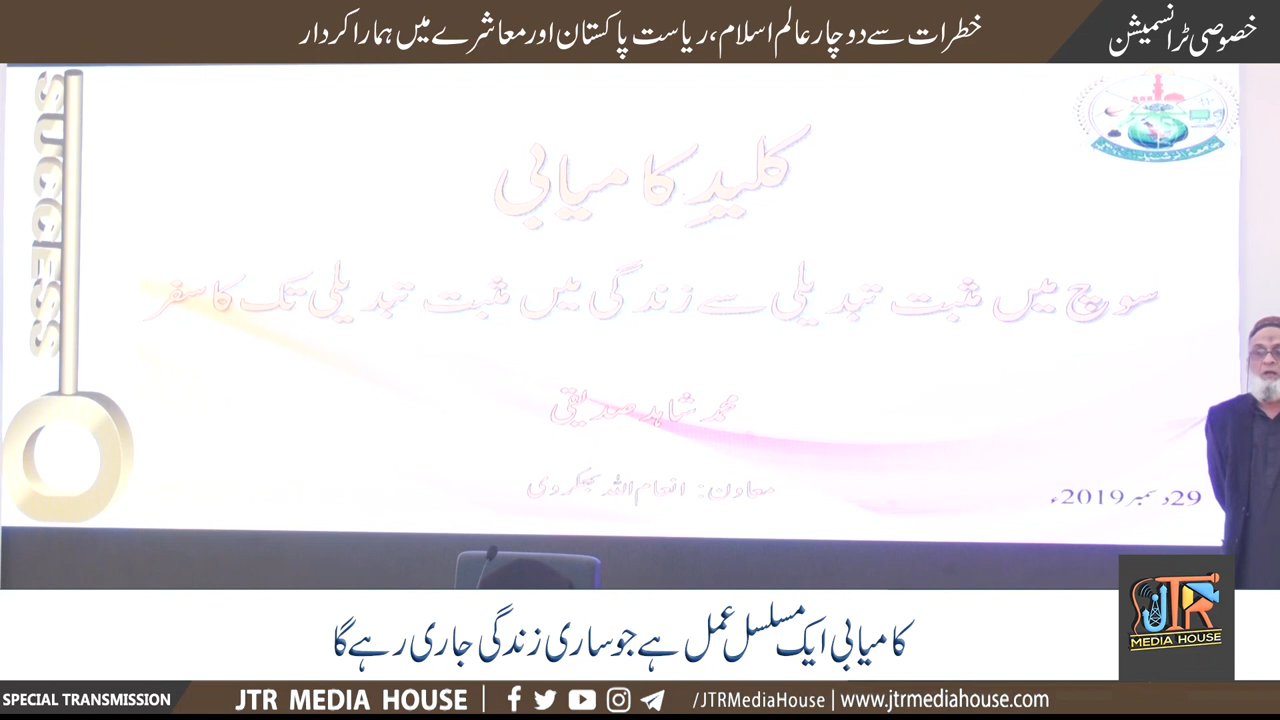 خصوصی ٹرانسمیشن
خطرات سے دوچار عالم اسلام، ریاست پاکستان اور معاشرے میں ہمارا کردار
SUCCESS
کلیدِ کامیابی
سوچ میں مثبت تبدیلی سے زندگی میں مثبت تبدیلی تک کا سفر
محمد شاہد صدیقی
معاون: انعام اللہ بھکروی
29 دسمبر 2019ء
JTR
MEDIA HOUSE
کامیابی ایک مسلسل عمل ہے جو ساری زندگی جاری رہے گا
SPECIAL TRANSMISSION
JTR MEDIA HOUSE
/JTRMediaHouse | www.jtrmediahouse.com